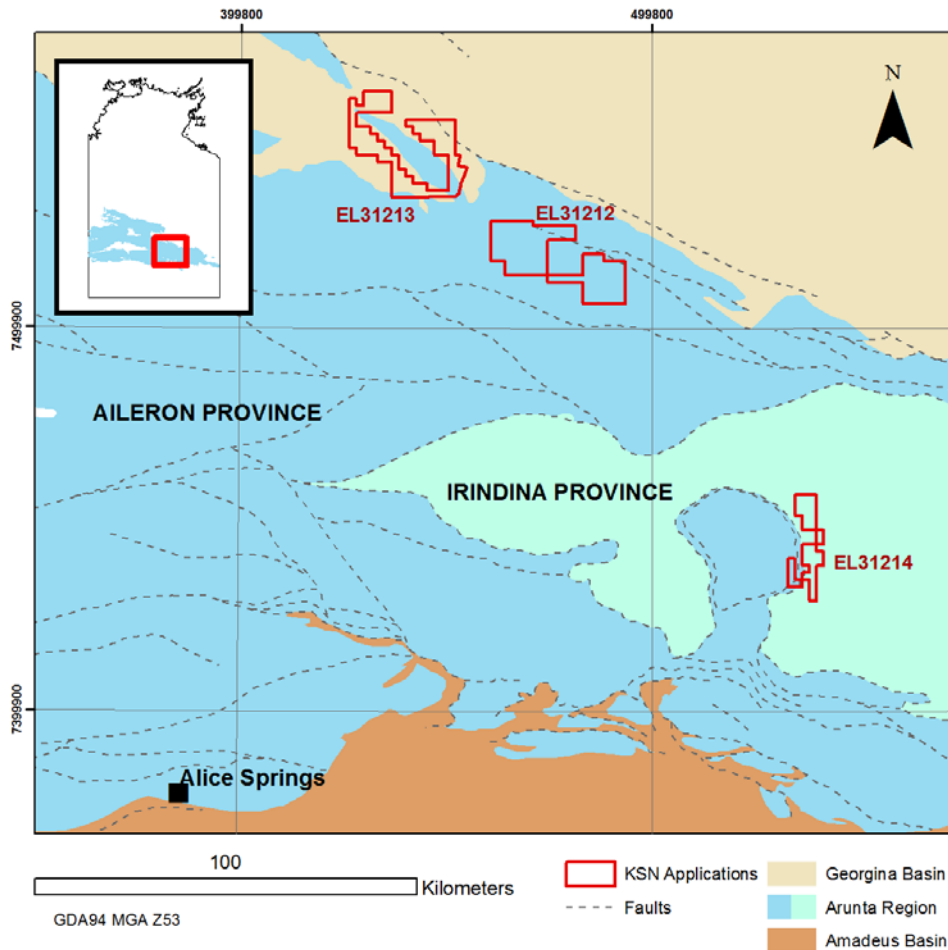 399800
499800
N
EL31213
EL31212
7499900
AILERON PROVINCE
IRINDINA PROVINCE
EL31214
7399900
Alice Springs
100
Kilometers
GDA94 MGA Z53
KSN Applications
Faults
Georgina Basin
Arunta Region
Amadeus Basin